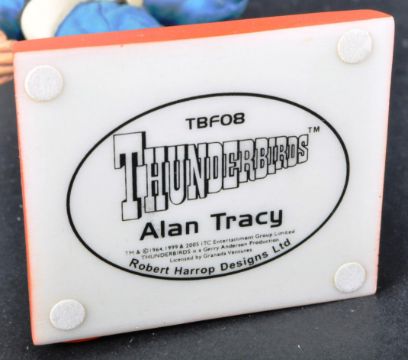 TBF08
THUNDERBIRDS™
Alan Tracy
TM & ©1964, 1999 & 2005 ITC Entertainment Group Limited
THUNDERBIRDS is a Gerry Anderson Production
Licensed by Granada Ventures
Robert Harrop Designs Ltd